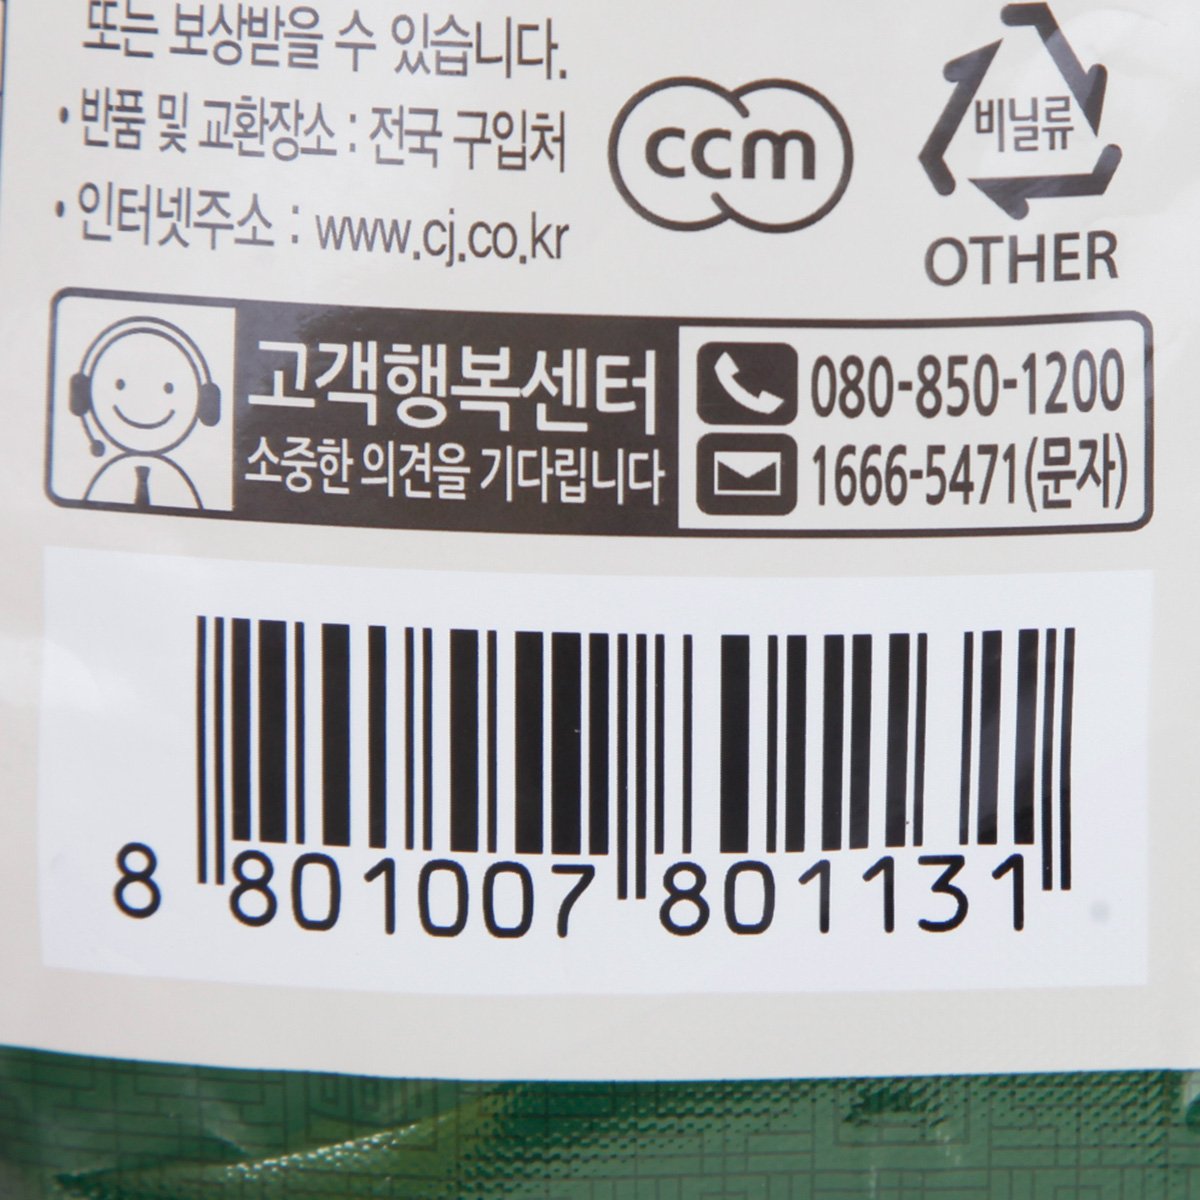 또는 보상받을 수 있습니다.
• 반품 및 교환장소 : 전국 구입처
• 인터넷주소 : www.cj.co.kr
ccm
비닐류
OTHER
고객행복센터
소중한 의견을 기다립니다
080-850-1200
1666-5471(문자)
8 801007 801131